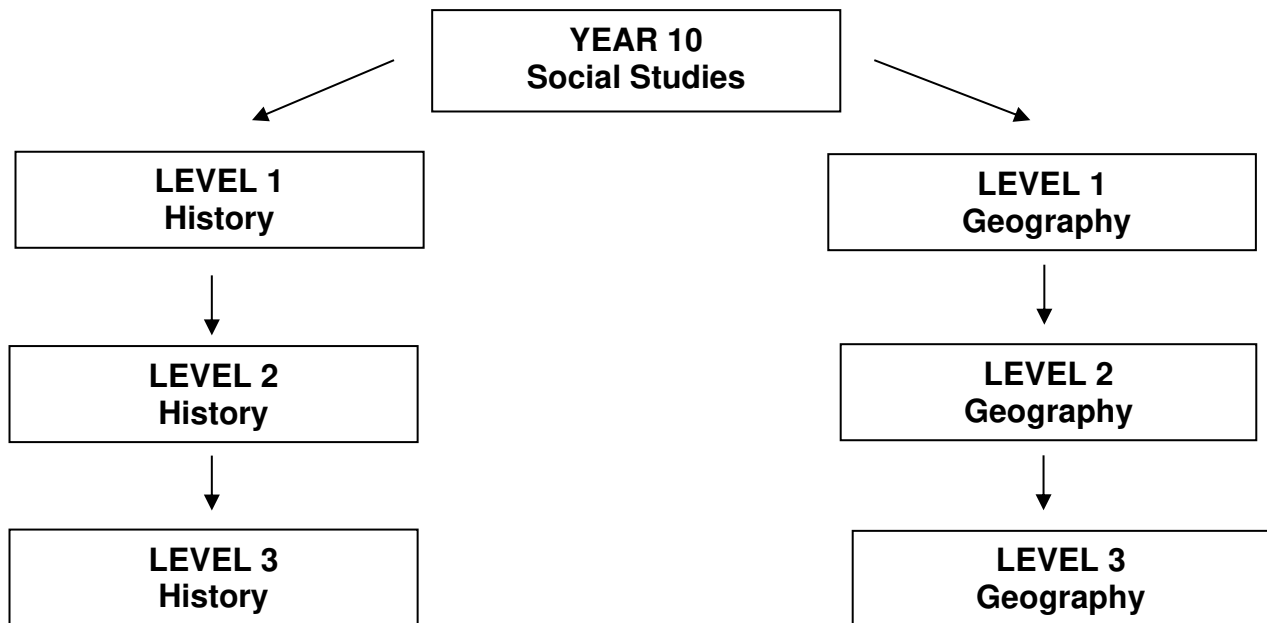 YEAR 10
Social Studies
LEVEL 1
History
LEVEL 1
Geography
LEVEL 2
History
LEVEL 2
Geography
LEVEL 3
History
LEVEL 3
Geography